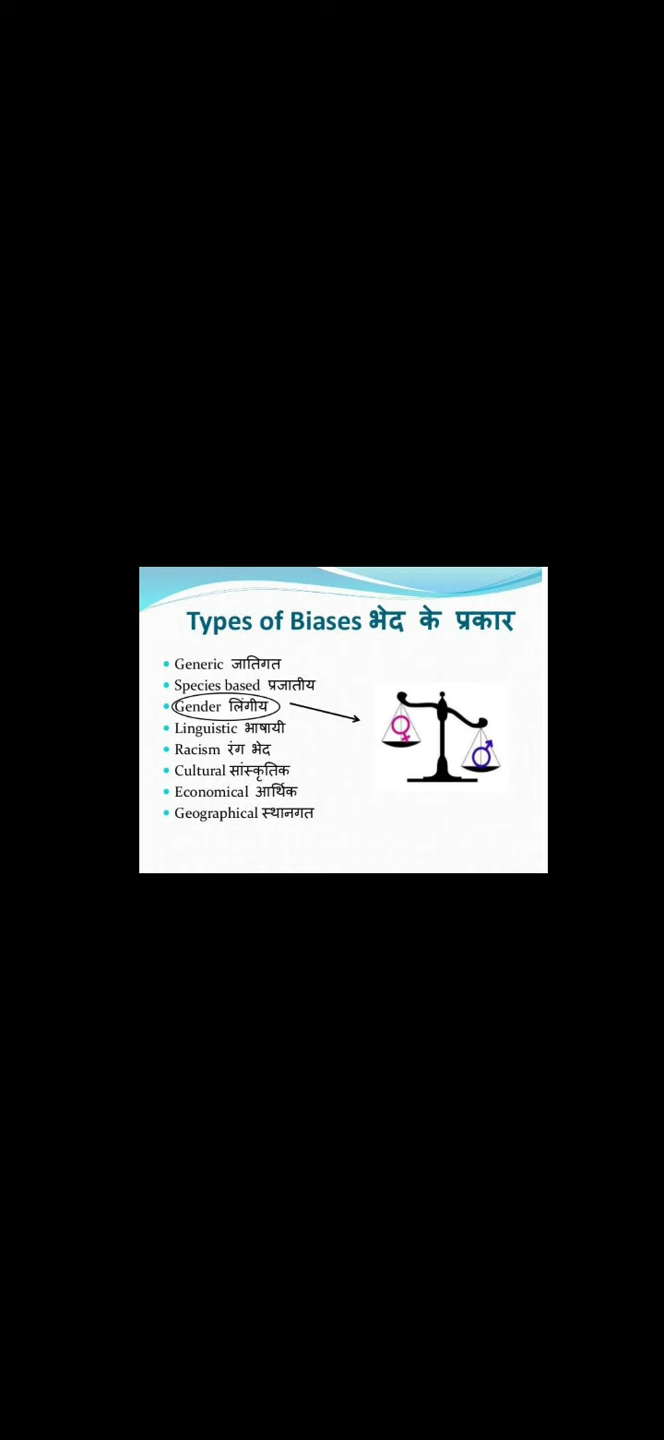 Types of Biases भेद के प्रकार
Generic जातिगत
Species based प्रजातीय
Gender लिंगीय
Linguistic भाषायी
Racism रंग भेद
Cultural सांस्कृतिक
Economical आर्थिक
Geographical स्थानगत